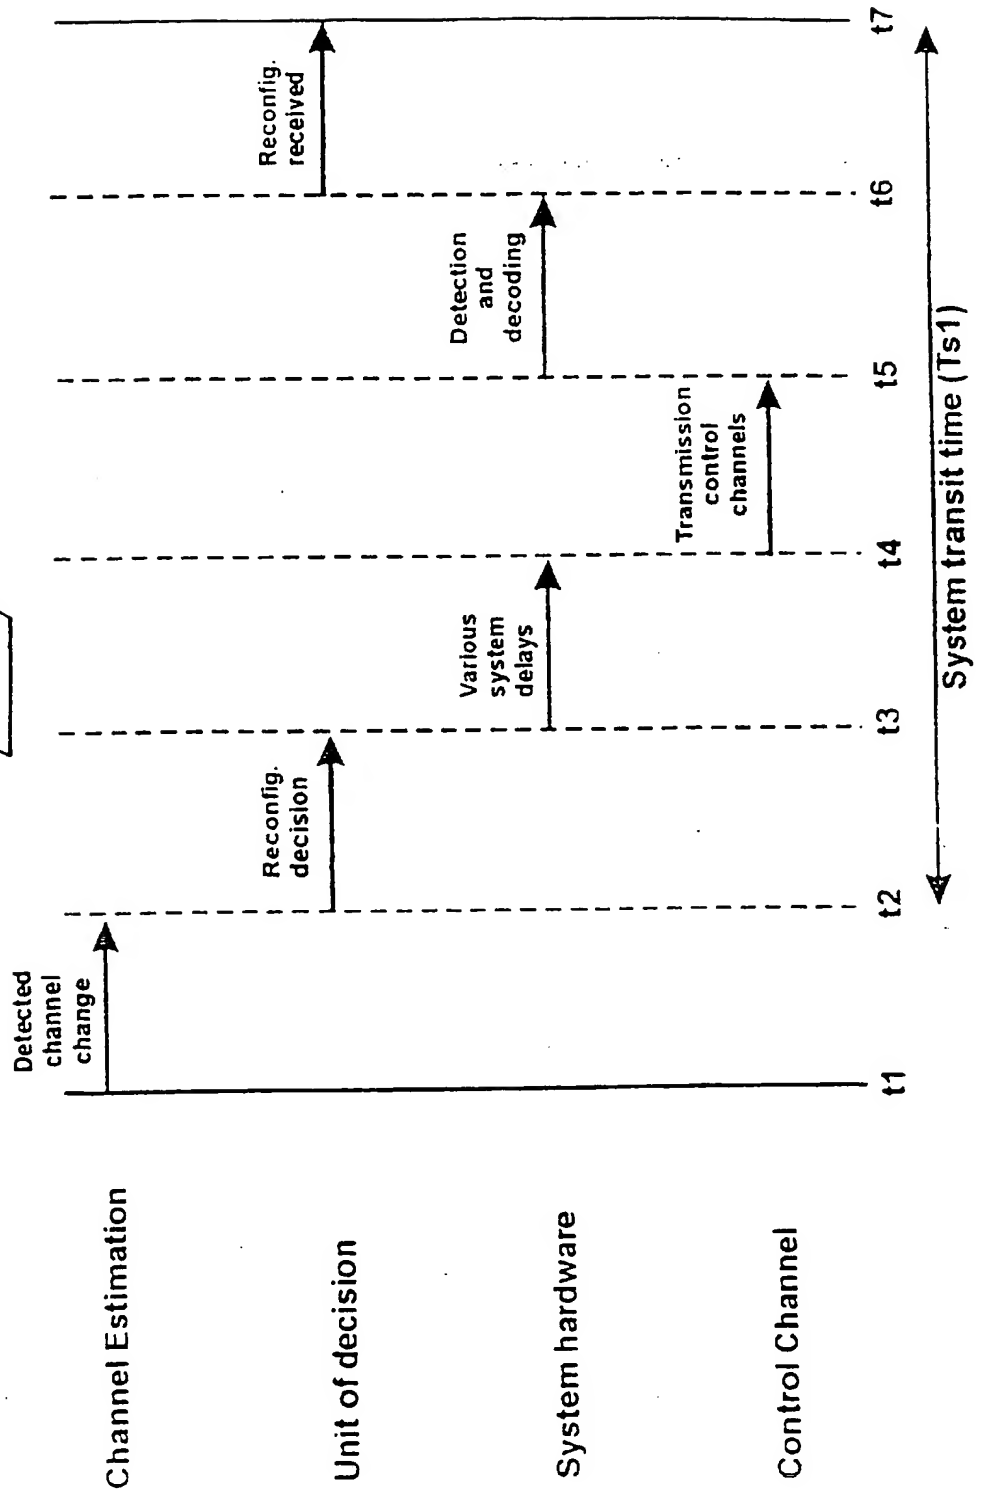 Detected
channel
change
Reconfig.
decision
Various
system
delays
Transmission
control
channels
Detection
and
decoding
Reconfig.
received
Channel Estimation
Unit of decision
System hardware
Control Channel
t1
t2
t3
t4
t5
t6
t7
System transit time (Ts1)